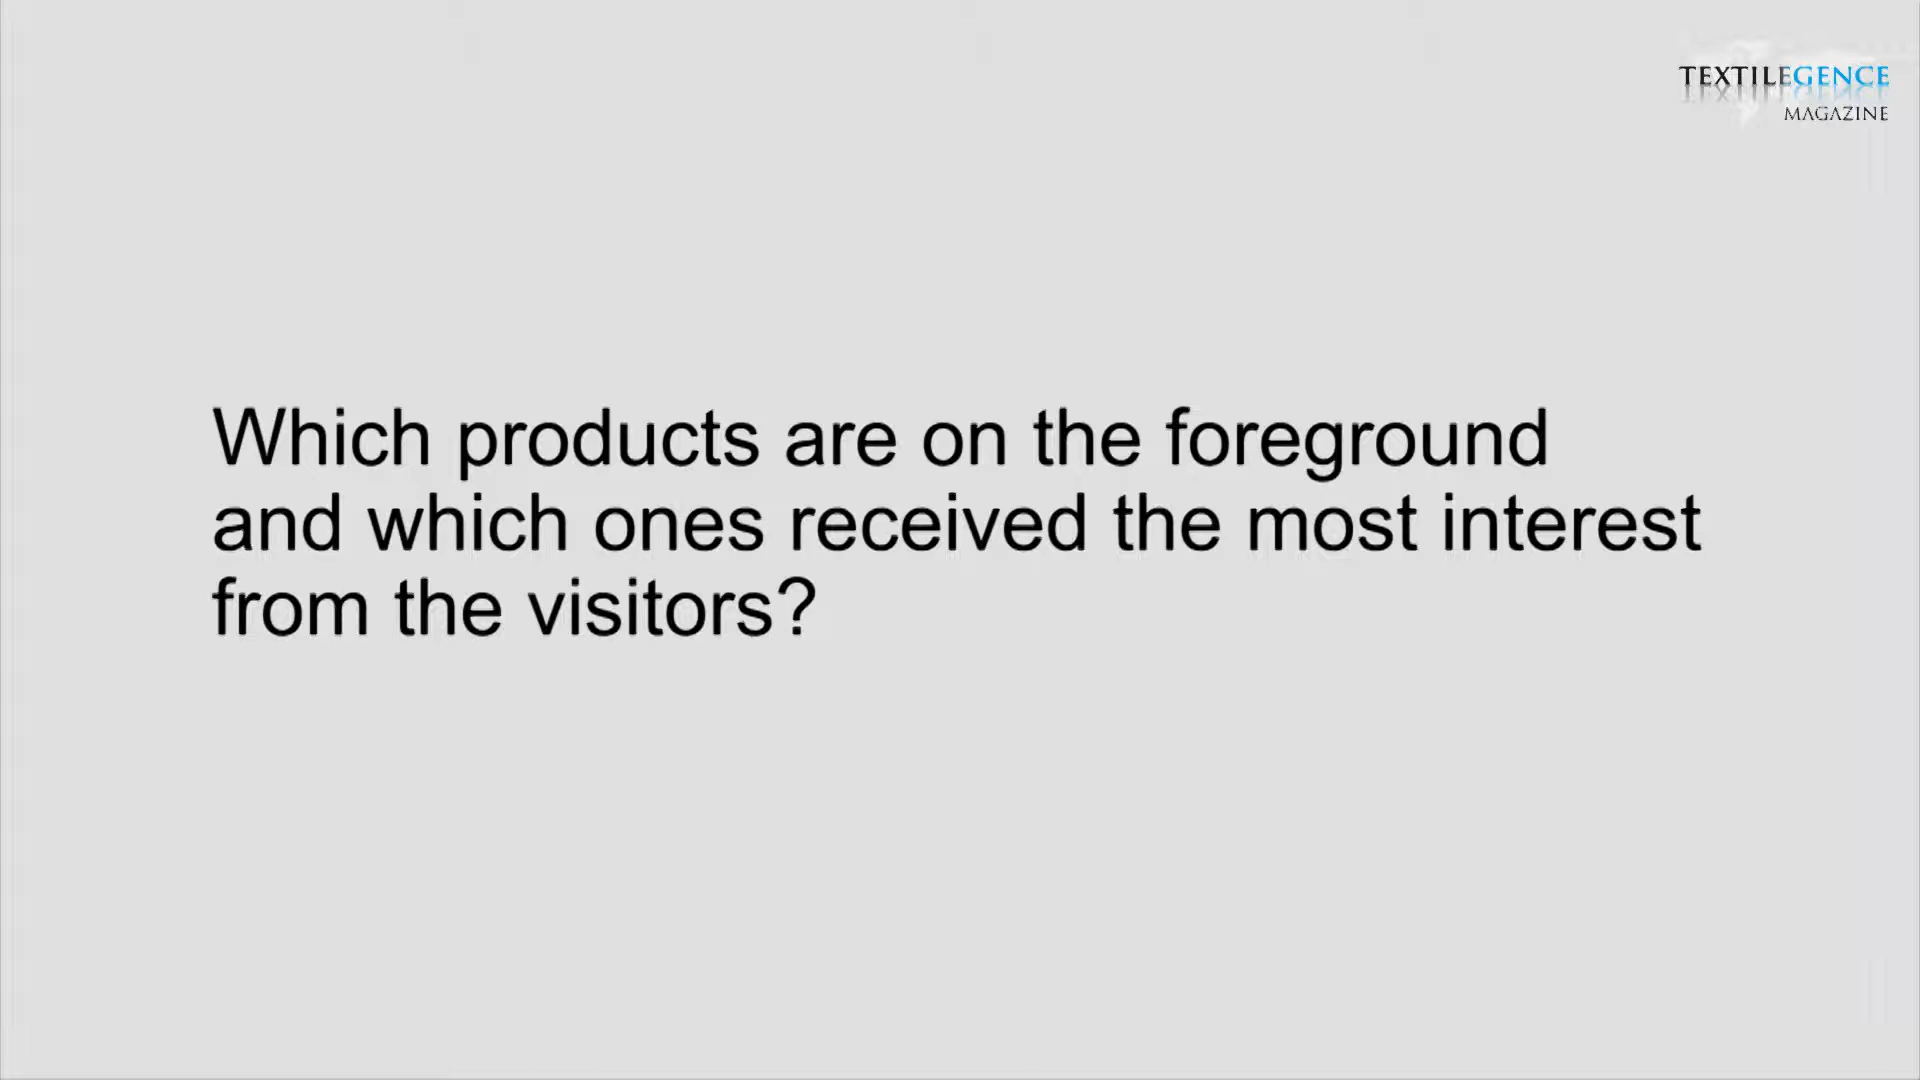 TEXTILEGENCE
MAGAZINE
Which products are on the foreground
and which ones received the most interest
from the visitors?